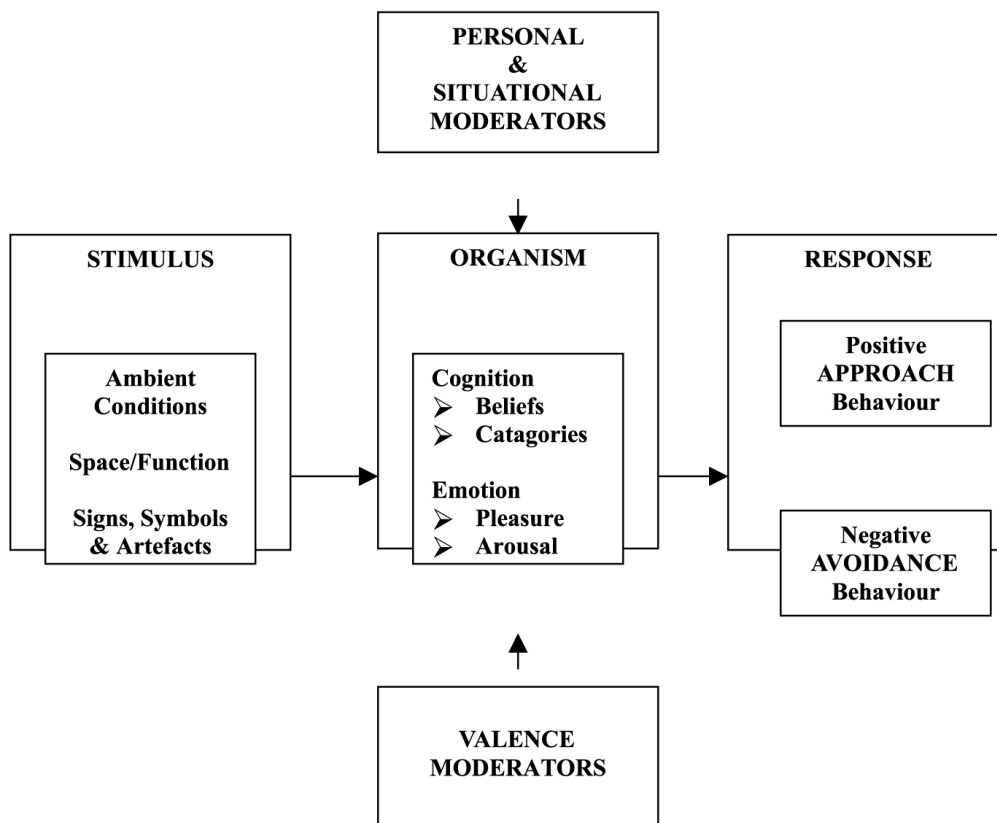 PERSONAL
&
SITUATIONAL
MODERATORS
STIMULUS
Ambient
Conditions
Space/Function
Signs, Symbols
& Artefacts
ORGANISM
Cognition
➢ Beliefs
➢ Catagories
Emotion
➢ Pleasure
➢ Arousal
RESPONSE
Positive
APPROACH
Behaviour
Negative
AVOIDANCE
Behaviour
VALENCE
MODERATORS